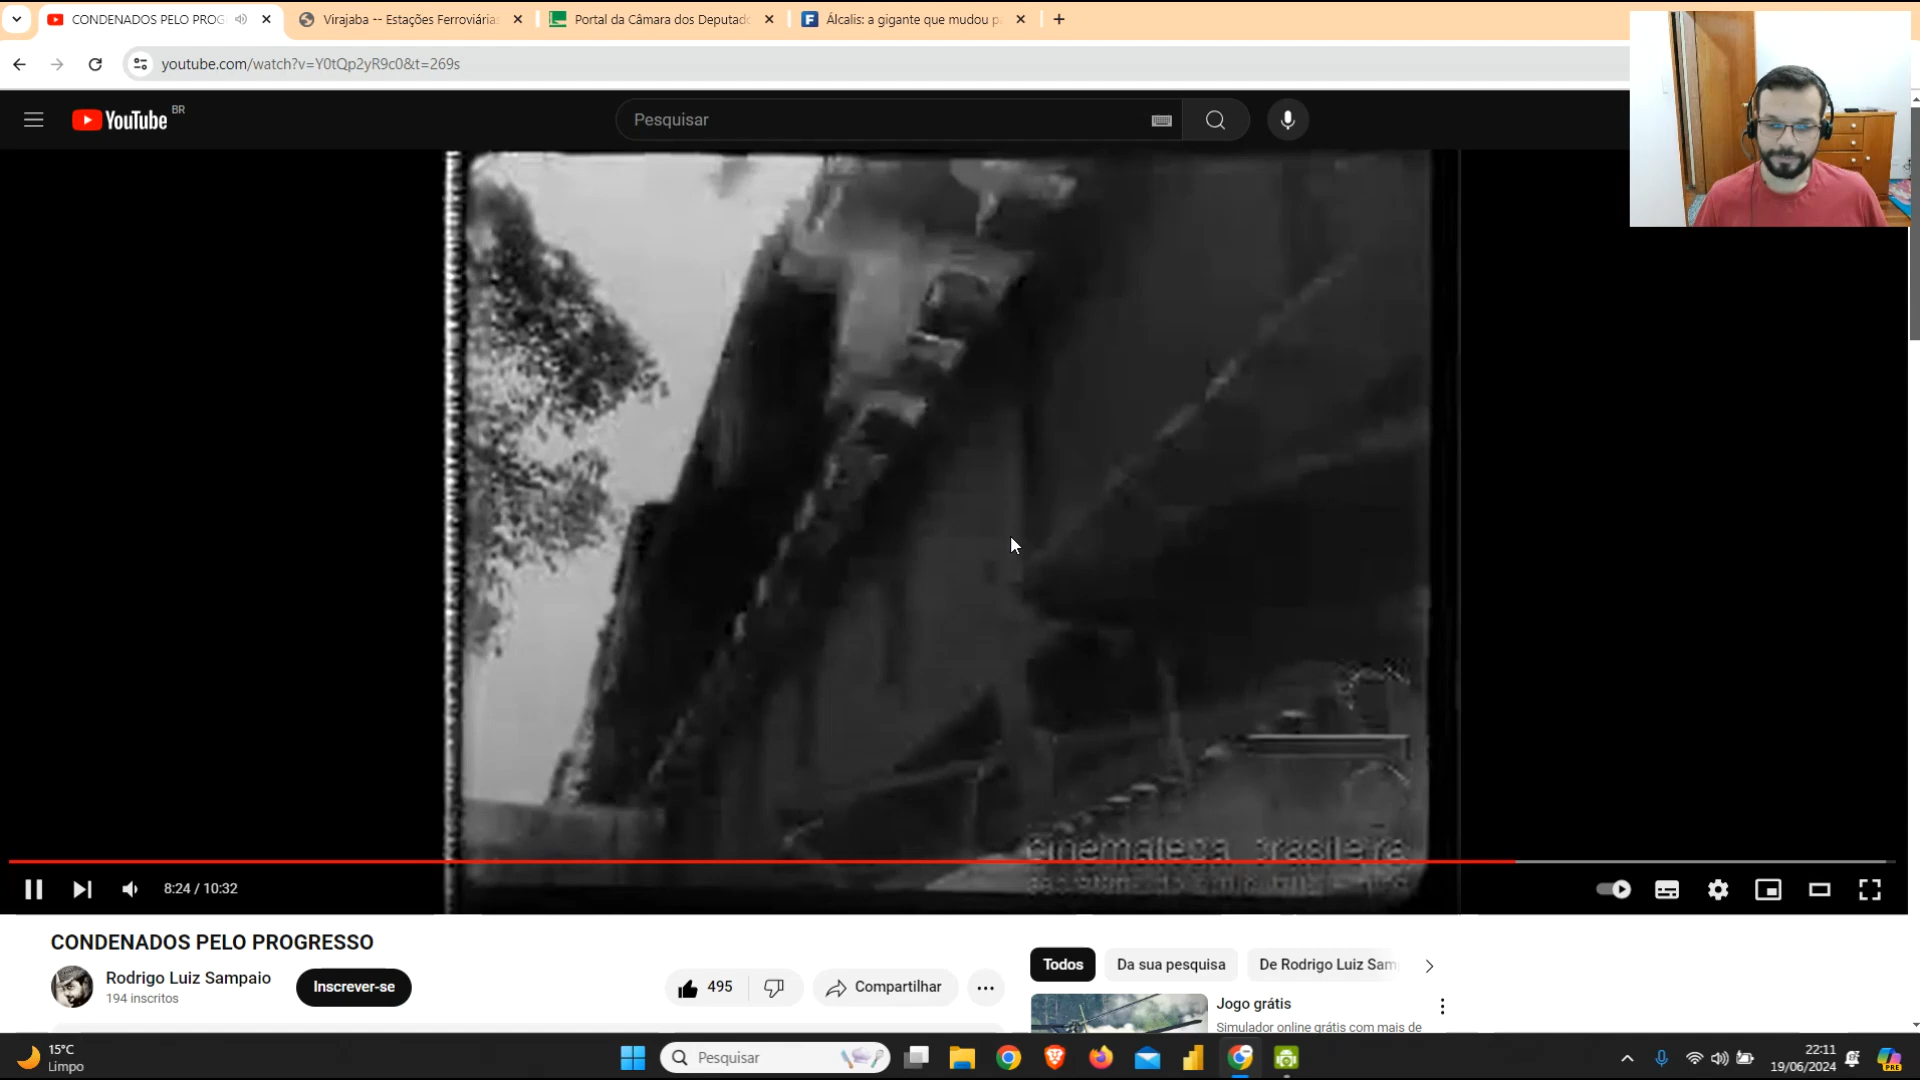 CONDENADOS PELO PROG
Virajaba -- Estações Ferroviária
Portal da Câmara dos Deputad
Álcalis: a gigante que mudou p
youtube.com/watch?v=Y0tQp2yR9c0&t=269s
YouTube BR
Pesquisar
cinemateca brasileira
8:24 / 10:32
CONDENADOS PELO PROGRESSO
Rodrigo Luiz Sampaio
194 inscritos
Inscrever-se
495
Compartilhar
Todos
Da sua pesquisa
De Rodrigo Luiz Sam
Jogo grátis
Simulador online grátis com mais de
15°C
Limpo
Pesquisar
22:11
19/06/2024
PRE